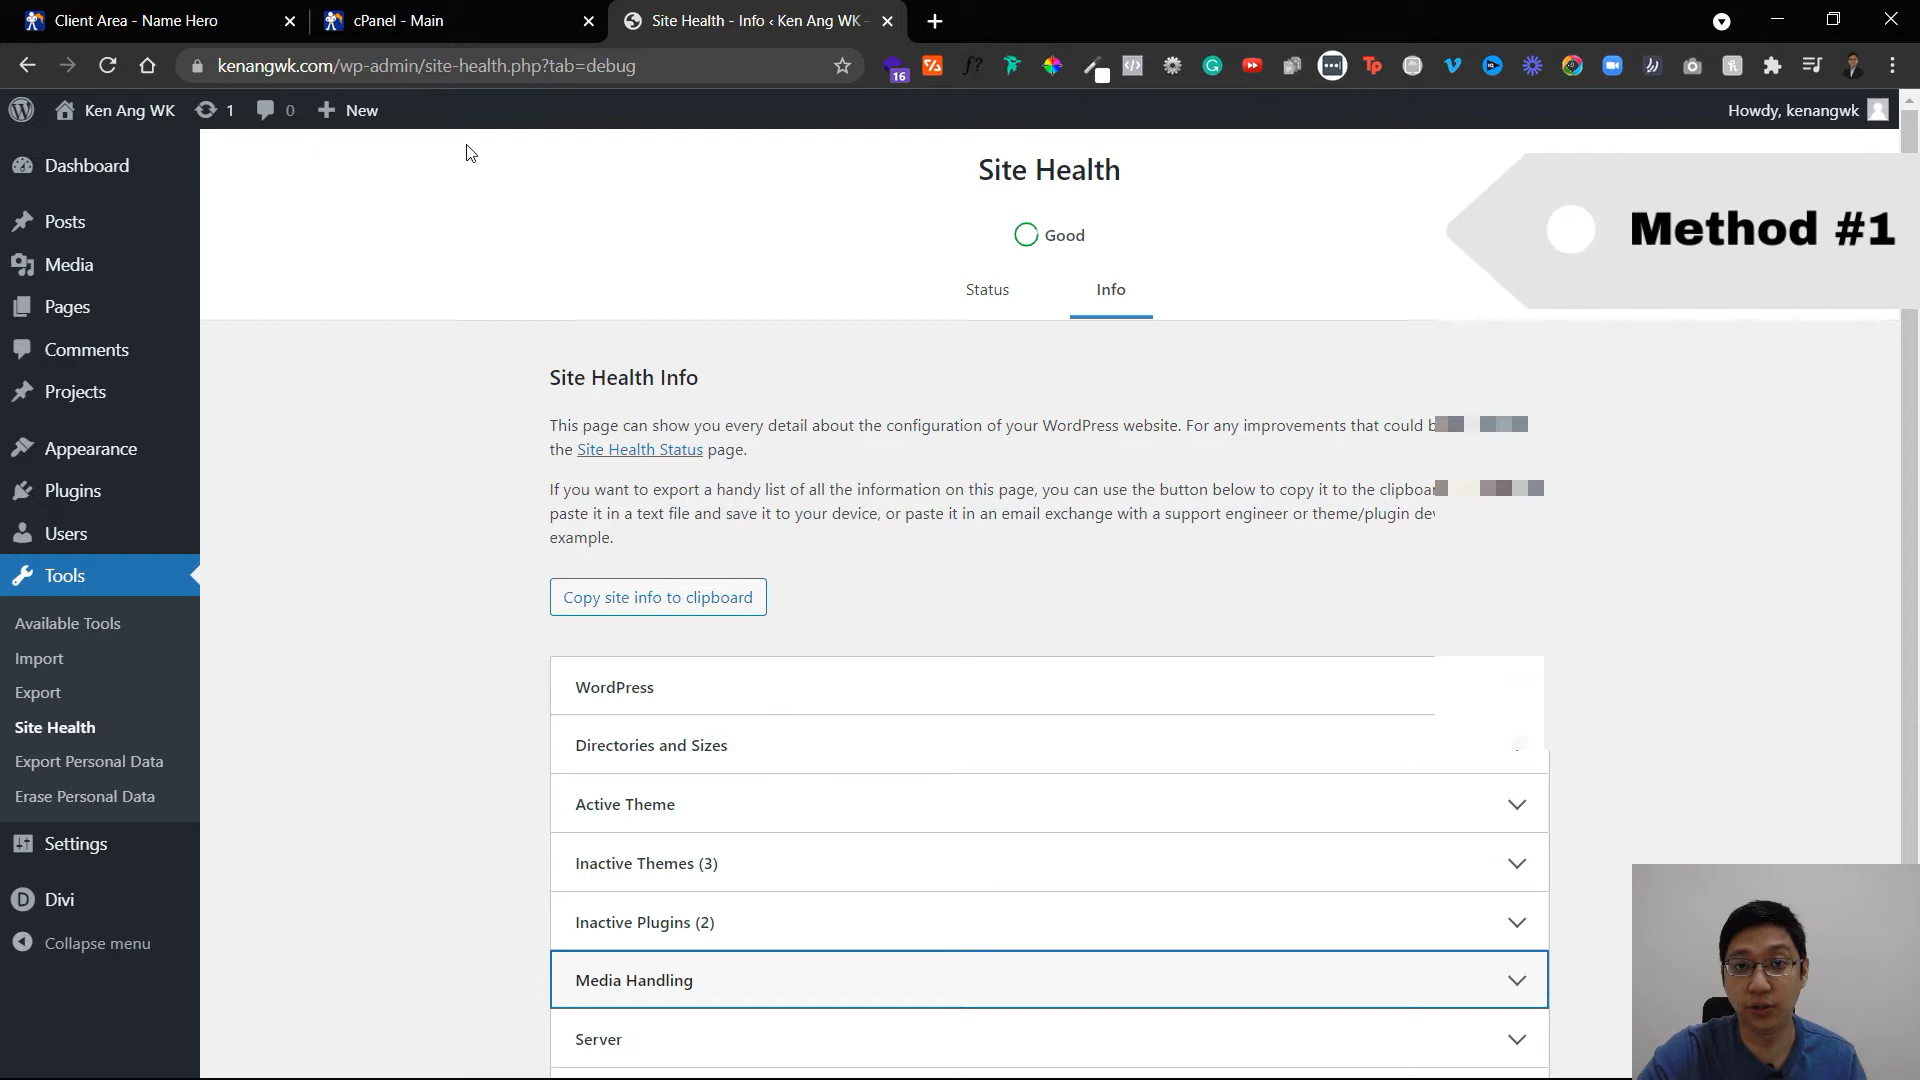 Client Area - Name Hero
cPanel - Main
Site Health - Info ‹ Ken Ang WK -
kenangwk.com/wp-admin/site-health.php?tab=debug
16
Ken Ang WK
1
0
New
Howdy, kenangwk
Dashboard
Posts
Media
Pages
Comments
Projects
Appearance
Plugins
Users
Tools
Available Tools
Import
Export
Site Health
Export Personal Data
Erase Personal Data
Settings
Divi
Collapse menu
Site Health
Good
Status
Info
Method #1
Site Health Info
This page can show you every detail about the configuration of your WordPress website. For any improvements that could
the Site Health Status page.
If you want to export a handy list of all the information on this page, you can use the button below to copy it to the
paste it in a text file and save it to your device, or paste it in an email exchange with a support engineer or theme/plugin
example.
Copy site info to clipboard
WordPress
Directories and Sizes
Active Theme
Inactive Themes (3)
Inactive Plugins (2)
Media Handling
Server